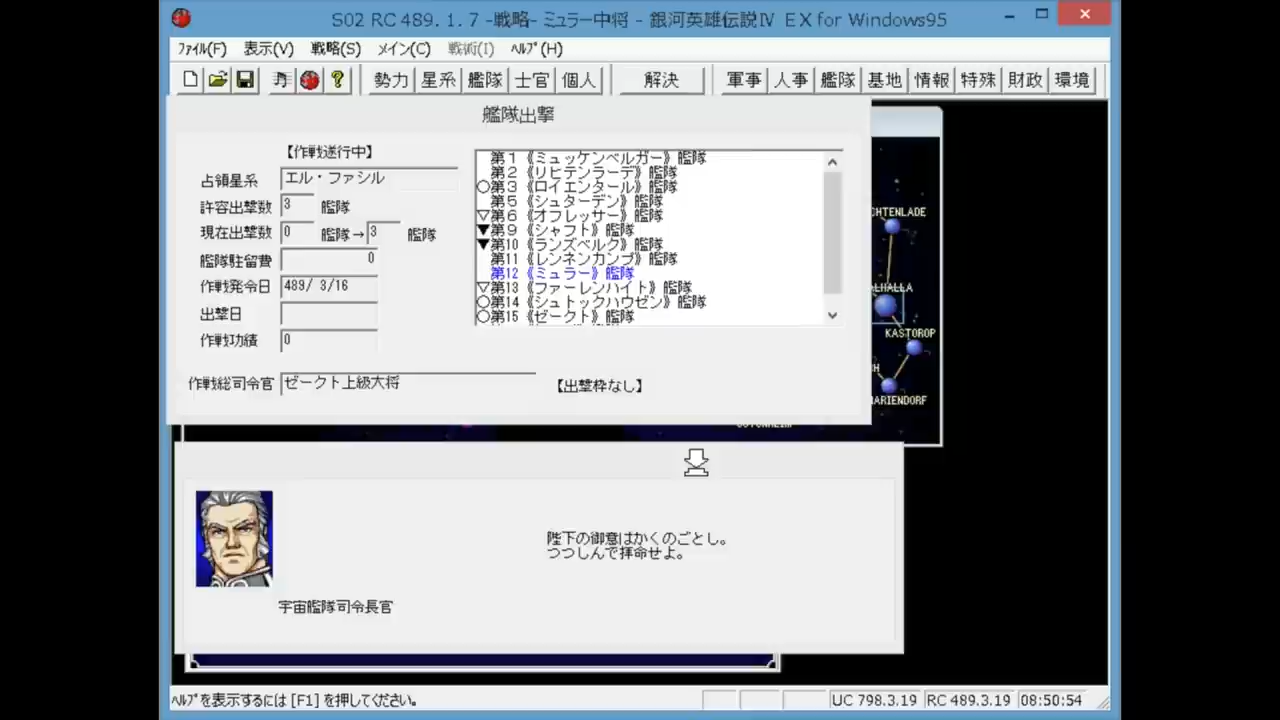 S02 RC 489. 1. 7 -戦略- ミュラー中将 - 銀河英雄伝説Ⅳ EX for Windows95
ﾌｧｲﾙ(F) 表示(V) 戦略(S) ﾒｲﾝ(C) 戦術(I) ﾍﾙﾌﾟ(H)
勢力 星系 艦隊 士官 個人 解決 軍事 人事 艦隊 基地 情報 特殊 財政 環境
艦隊出撃
【作戦遂行中】
占領星系 エル・ファシル
許容出撃数 3 艦隊
現在出撃数 0 艦隊→3 艦隊
艦隊駐留費 0
作戦発令日 489/ 3/16
出撃日
作戦功績 0
作戦総司令官 ゼークト上級大将
【出撃枠なし】
第1 《ミュッケンベルガー》艦隊
第2 《リヒテンラーデ》艦隊
○第3 《ロイエンタール》艦隊
第5 《シュターデン》艦隊
▽第6 《オフレッサー》艦隊
▼第9 《シャフト》艦隊
▼第10 《ランズベルク》艦隊
第11 《レンネンカンプ》艦隊
第12 《ミュラー》艦隊
▽第13 《ファーレンハイト》艦隊
○第14 《シュトックハウゼン》艦隊
○第15 《ゼークト》艦隊
CHTENLADE
ALHALLA
KASTOROP
H
MARIENDORF
陛下の御意はかくのごとし。
つつしんで拝命せよ。
宇宙艦隊司令長官
ﾍﾙﾌﾟを表示するには [F1] を押してください。
UC 798.3.19 RC 489.3.19 08:50:54